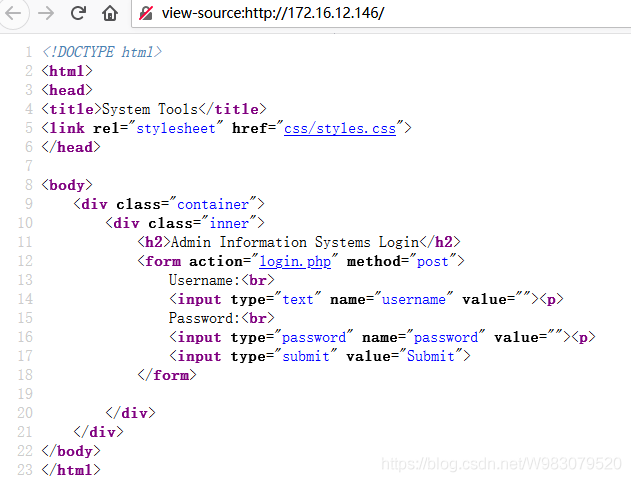 view-source:http://172.16.12.146/
1 <!DOCTYPE html>
2 <html>
3 <head>
4 <title>System Tools</title>
5 <link rel="stylesheet" href="css/styles.css">
6 </head>
7
8 <body>
9 <div class="container">
10 <div class="inner">
11 <h2>Admin Information Systems Login</h2>
12 <form action="login.php" method="post">
13 Username:<br>
14 <input type="text" name="username" value=""><p>
15 Password:<br>
16 <input type="password" name="password" value=""><p>
17 <input type="submit" value="Submit">
18 </form>
19
20 </div>
21 </div>
22 </body>
23 </html>
https://blog.csdn.net/W983079520